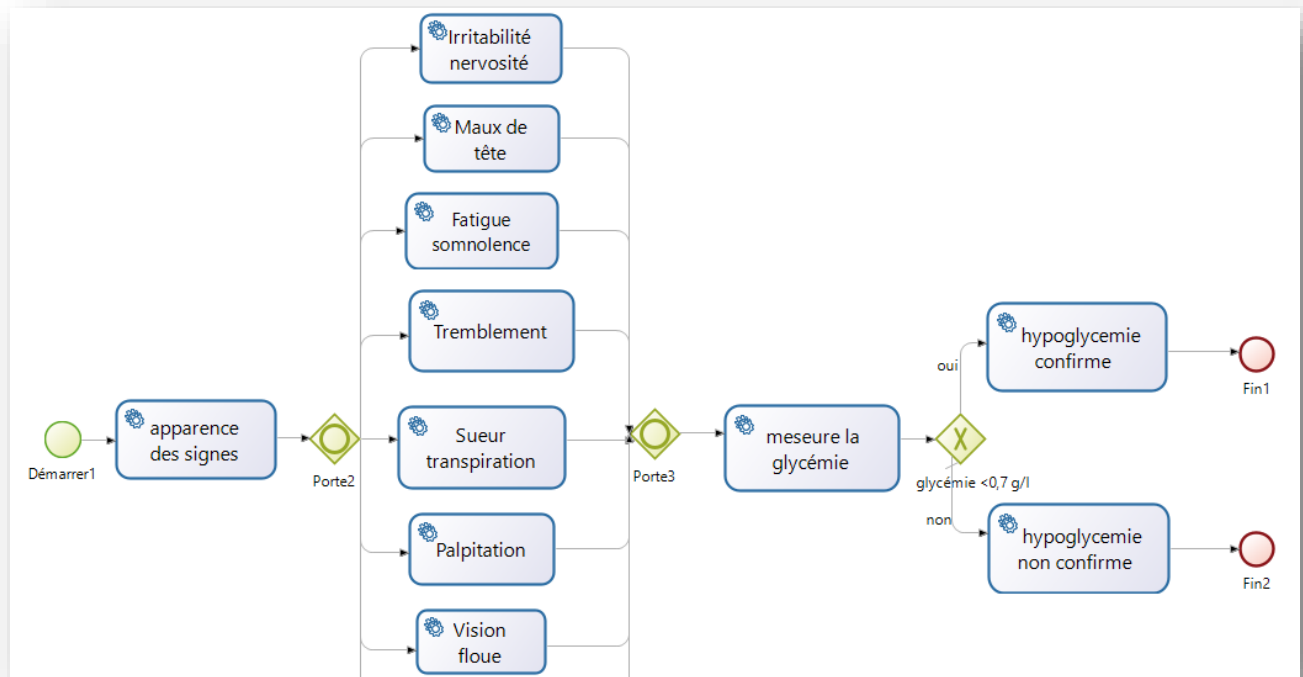 Irritabilité
nervosité
Maux de
tête
Fatigue
somnolence
Tremblement
Sueur
transpiration
Palpitation
Vision
floue
Démarrer1
apparence
des signes
Porte2
Porte3
meseure la
glycémie
glycémie <0,7 g/l
oui
non
hypoglycemie
confirme
Fin1
hypoglycemie
non confirme
Fin2